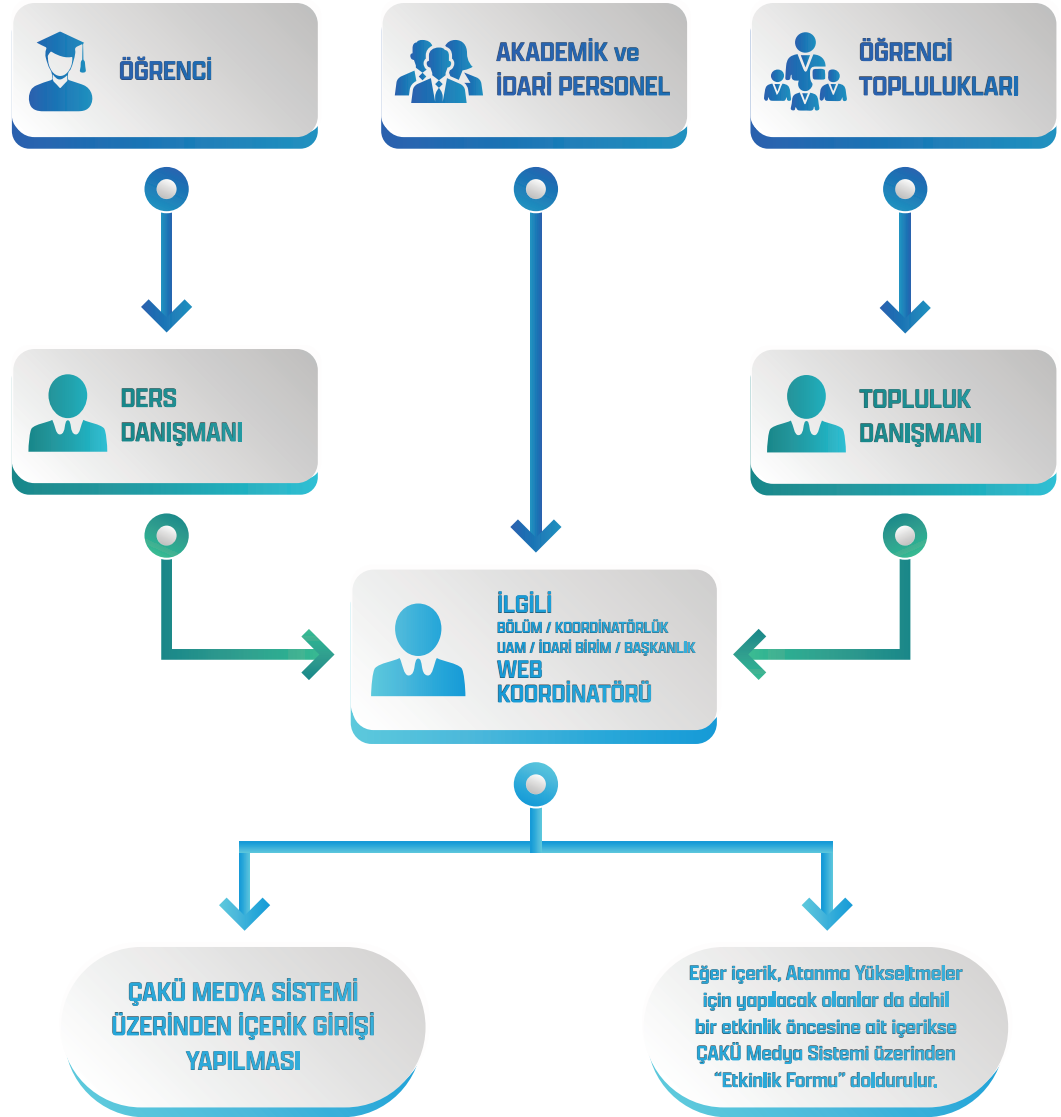 ÖĞRENCİ
AKADEMİK ve
İDARİ PERSONEL
ÖĞRENCİ
TOPLULUKLARI
DERS
DANIŞMANI
TOPLULUK
DANIŞMANI
İLGİLİ
BÖLÜM / KOORDİNATÖRLÜK
UAM / İDARİ BİRİM / BAŞKANLIK
WEB
KOORDİNATÖRÜ
ÇAKÜ MEDYA SİSTEMİ
ÜZERİNDEN İÇERİK GİRİŞİ
YAPILMASI
Eğer içerik, Atanma Yükseltmeler
için yapılacak olanlar da dahil
bir etkinlik öncesine ait içerikse
ÇAKÜ Medya Sistemi üzerinden
“Etkinlik Formu” doldurulur.